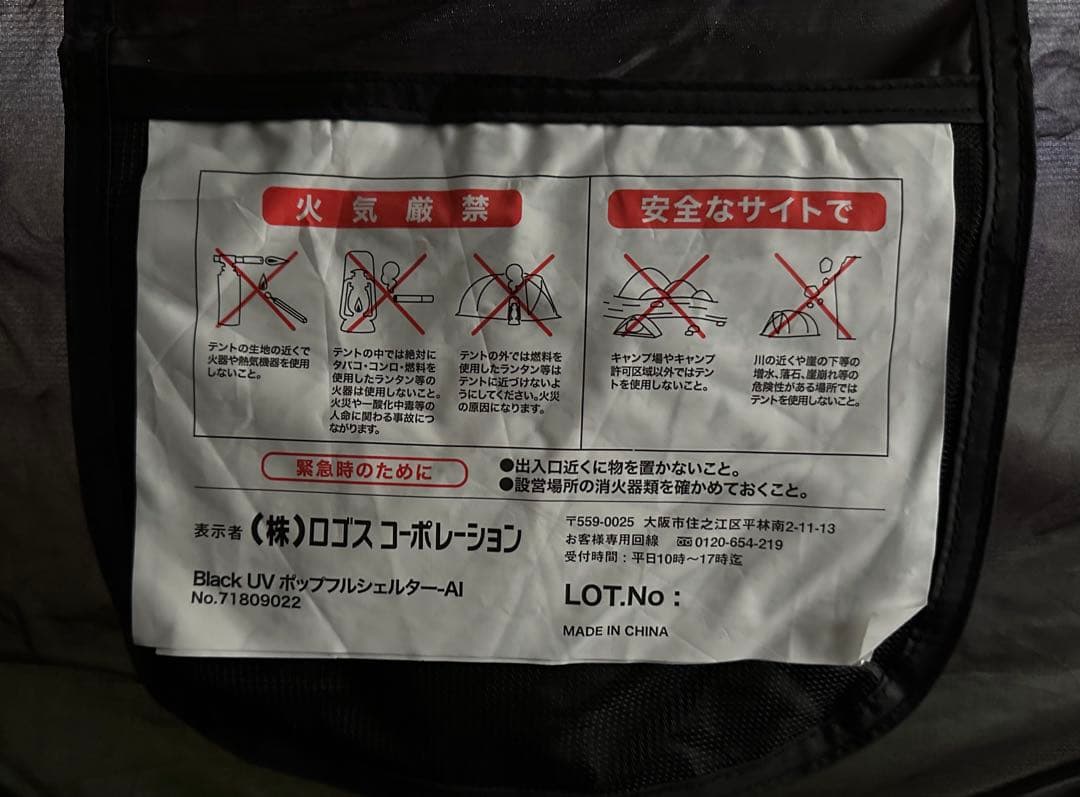 火気厳禁
テントの生地の近くで
火器や熱気機器を使用
しないこと。
テントの中では絶対に
タバコ・コンロ・燃料を
使用したランタン等の
火器は使用しないこと。
火災や一酸化中毒等の
人命に関わる事故につ
ながります。
テントの外では燃料を
使用したランタン等は
テントに近づけないよ
うにしてください。火災
の原因になります。
安全なサイトで
キャンプ場やキャンプ
許可区域以外ではテン
トを使用しないこと。
川の近くや崖の下等の
増水、落石、崖崩れ等の
危険性がある場所では
テントを使用しないこと。
緊急時のために
●出入口近くに物を置かないこと。
●設営場所の消火器類を確かめておくこと。
表示者 (株)ロゴス コーポレーション
〒559-0025 大阪市住之江区平林南2-11-13
お客様専用回線 0120-654-219
受付時間：平日10時〜17時迄
Black UV ポップフルシェルター-AI
No.71809022
LOT.No：
MADE IN CHINA